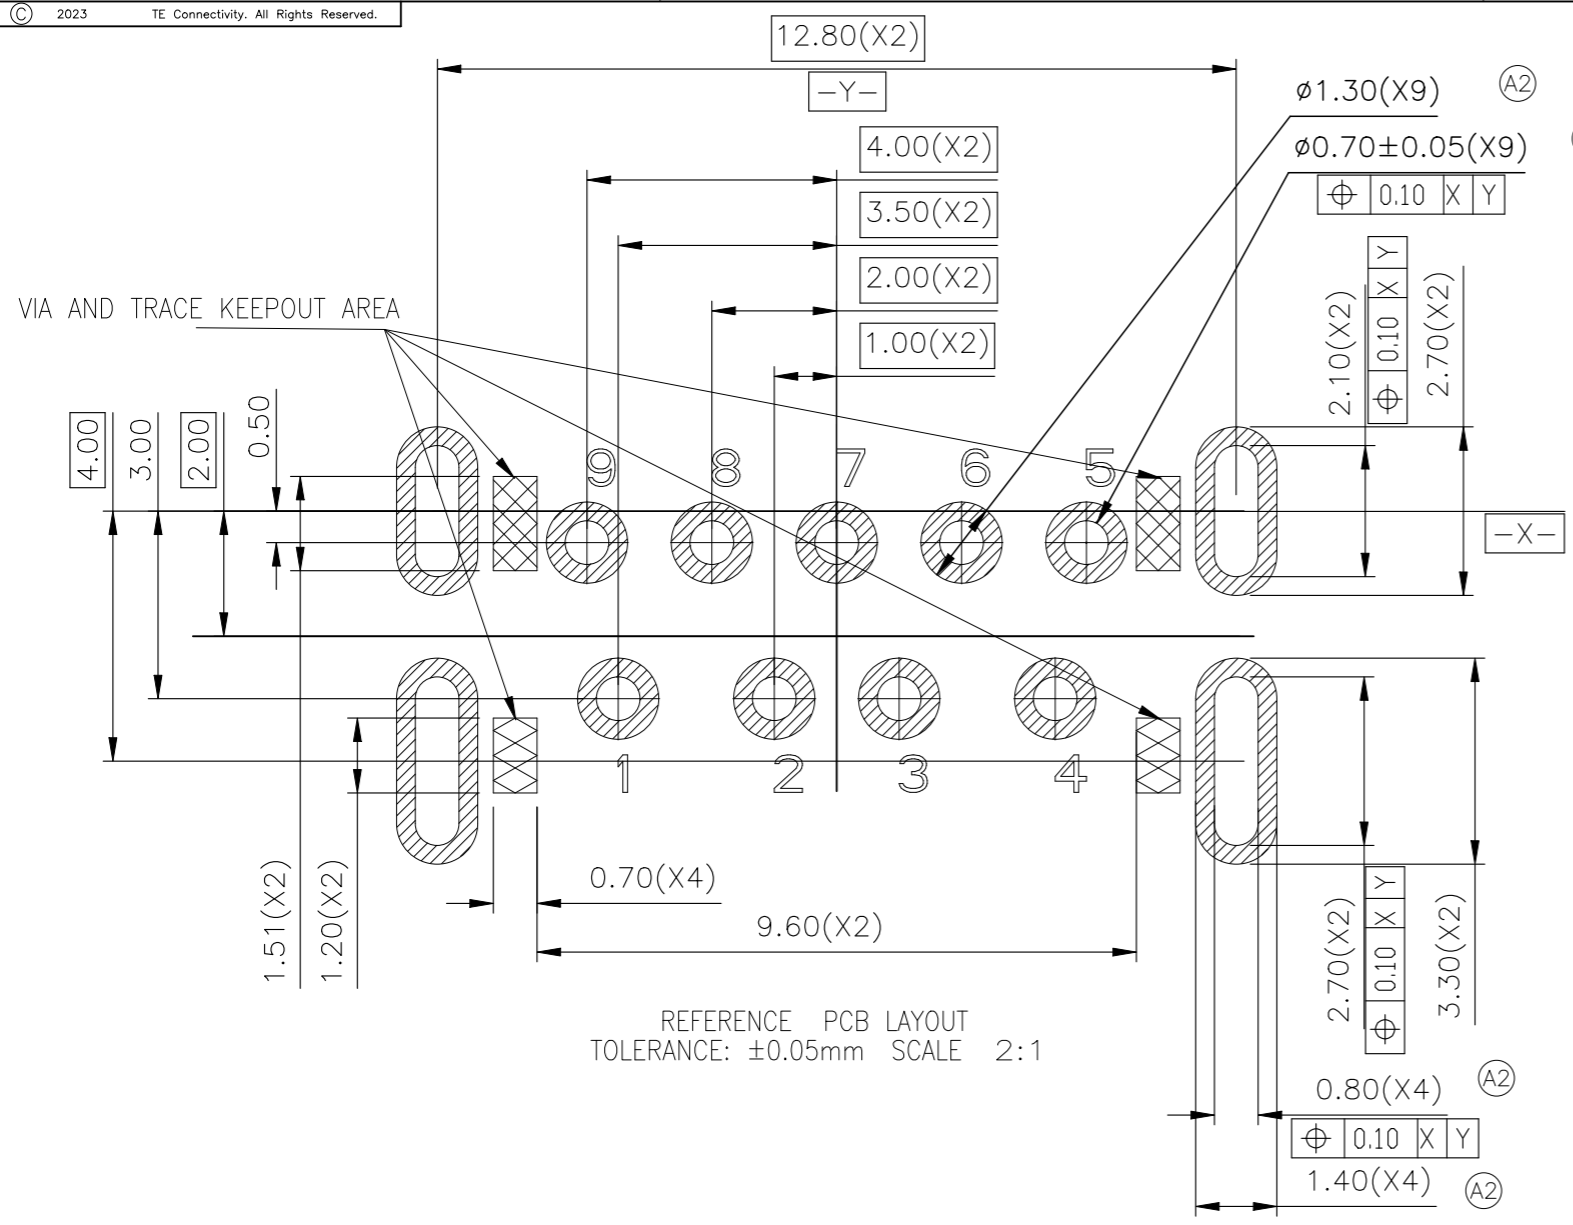 C 2023 TE Connectivity. All Rights Reserved.
12.80(X2)
-Y-
ø1.30(X9) A2
4.00(X2)
ø0.70±0.05(X9)
⌖ 0.10 X Y
3.50(X2)
2.00(X2)
1.00(X2)
VIA AND TRACE KEEPOUT AREA
2.10(X2)
⌖ 0.10 X Y
2.70(X2)
4.00
3.00
2.00
0.50
9 8 7 6 5
-X-
1 2 3 4
1.51(X2)
1.20(X2)
0.70(X4)
9.60(X2)
2.70(X2)
⌖ 0.10 X Y
3.30(X2)
REFERENCE PCB LAYOUT
TOLERANCE: ±0.05mm SCALE 2:1
0.80(X4) A2
⌖ 0.10 X Y
1.40(X4) A2